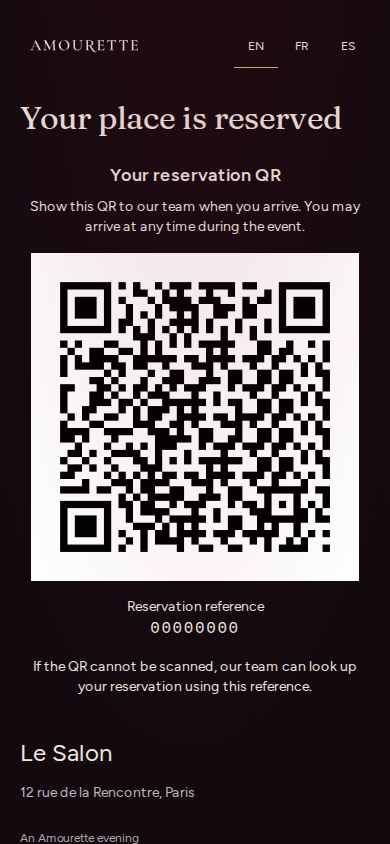 AMOURETTE
EN FR ES
Your place is reserved
Your reservation QR
Show this QR to our team when you arrive. You may
arrive at any time during the event.
Reservation reference
00000000
If the QR cannot be scanned, our team can look up
your reservation using this reference.
Le Salon
12 rue de la Rencontre, Paris
An Amourette evening